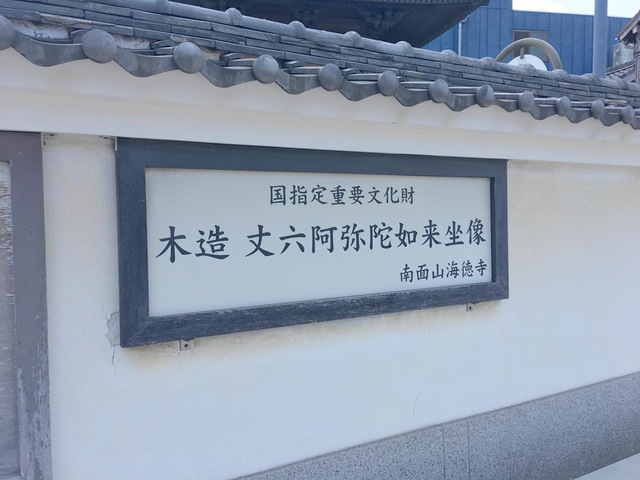 国指定重要文化財
木造 丈六阿弥陀如来坐像
南面山海德寺